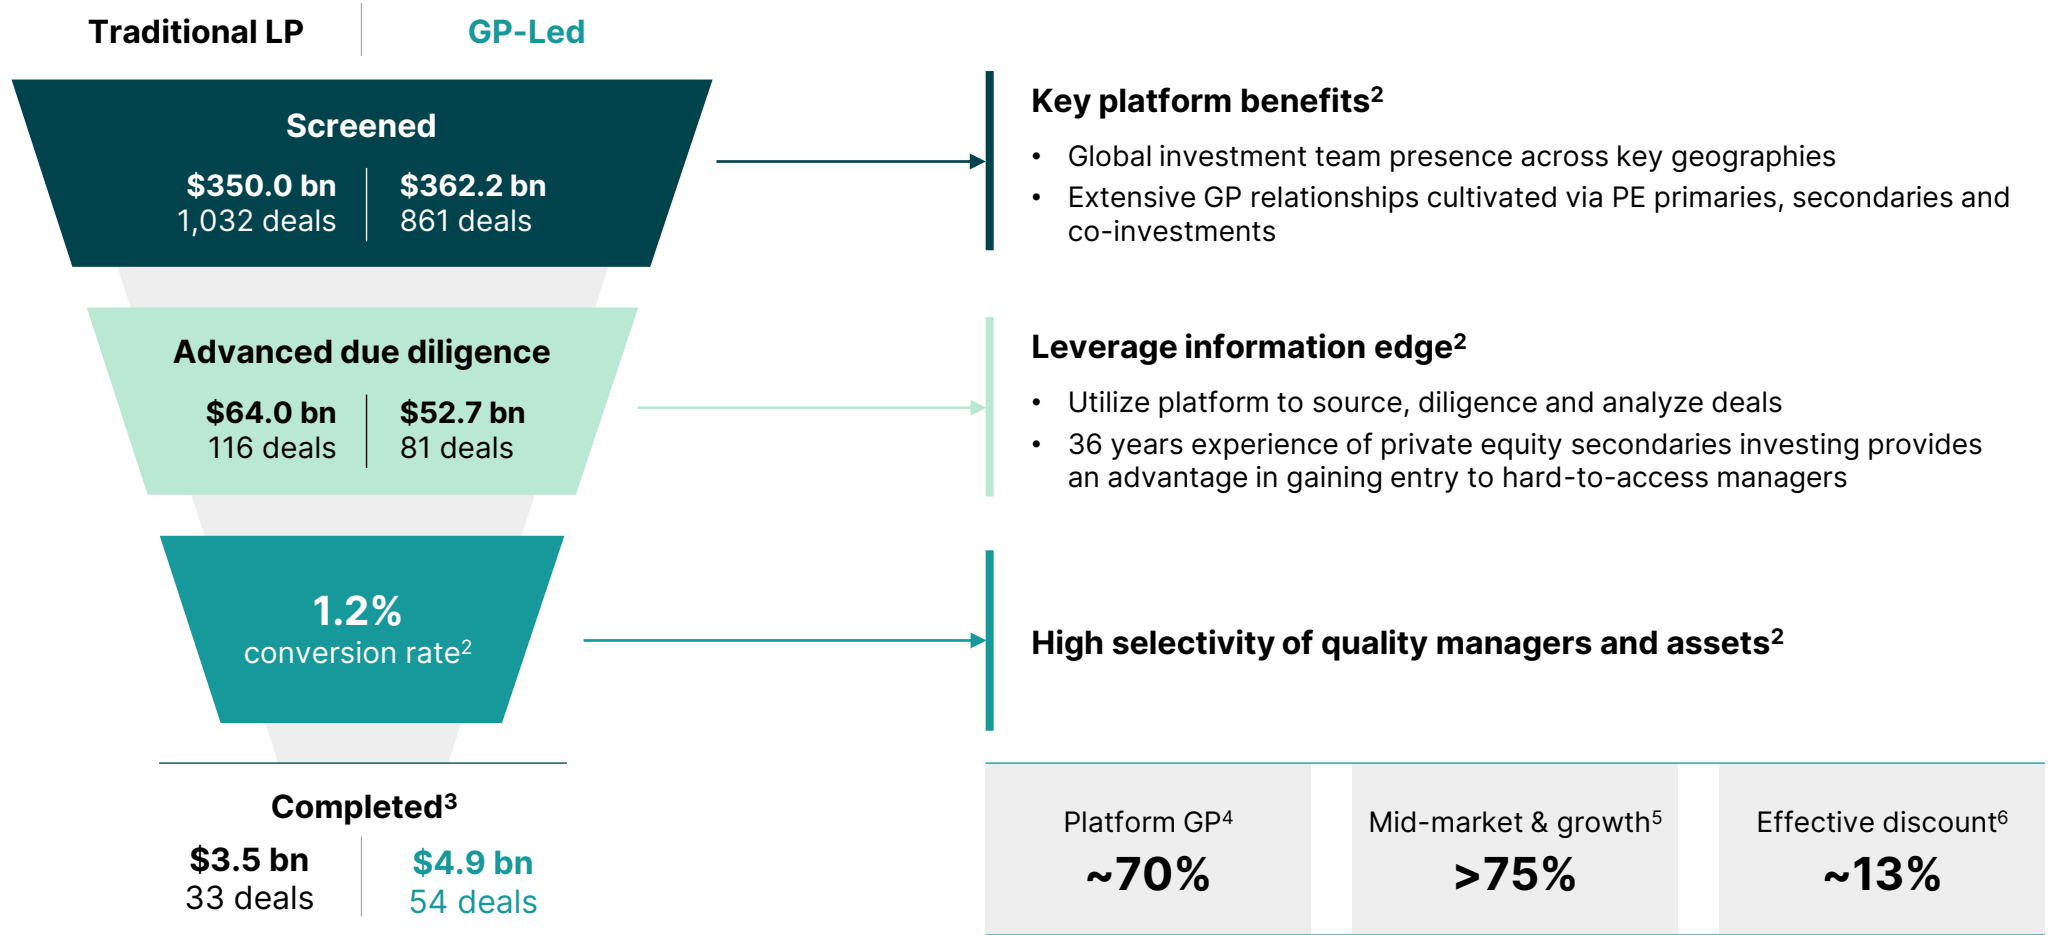 Traditional LP
GP-Led
Screened
$350.0 bn
1,032 deals
$362.2 bn
861 deals
Key platform benefits²
• Global investment team presence across key geographies
• Extensive GP relationships cultivated via PE primaries, secondaries and
co-investments
Advanced due diligence
$64.0 bn
116 deals
$52.7 bn
81 deals
Leverage information edge²
• Utilize platform to source, diligence and analyze deals
• 36 years experience of private equity secondaries investing provides
an advantage in gaining entry to hard-to-access managers
1.2%
conversion rate²
High selectivity of quality managers and assets²
Completed³
$3.5 bn
33 deals
$4.9 bn
54 deals
Platform GP⁴
~70%
Mid-market & growth⁵
>75%
Effective discount⁶
~13%